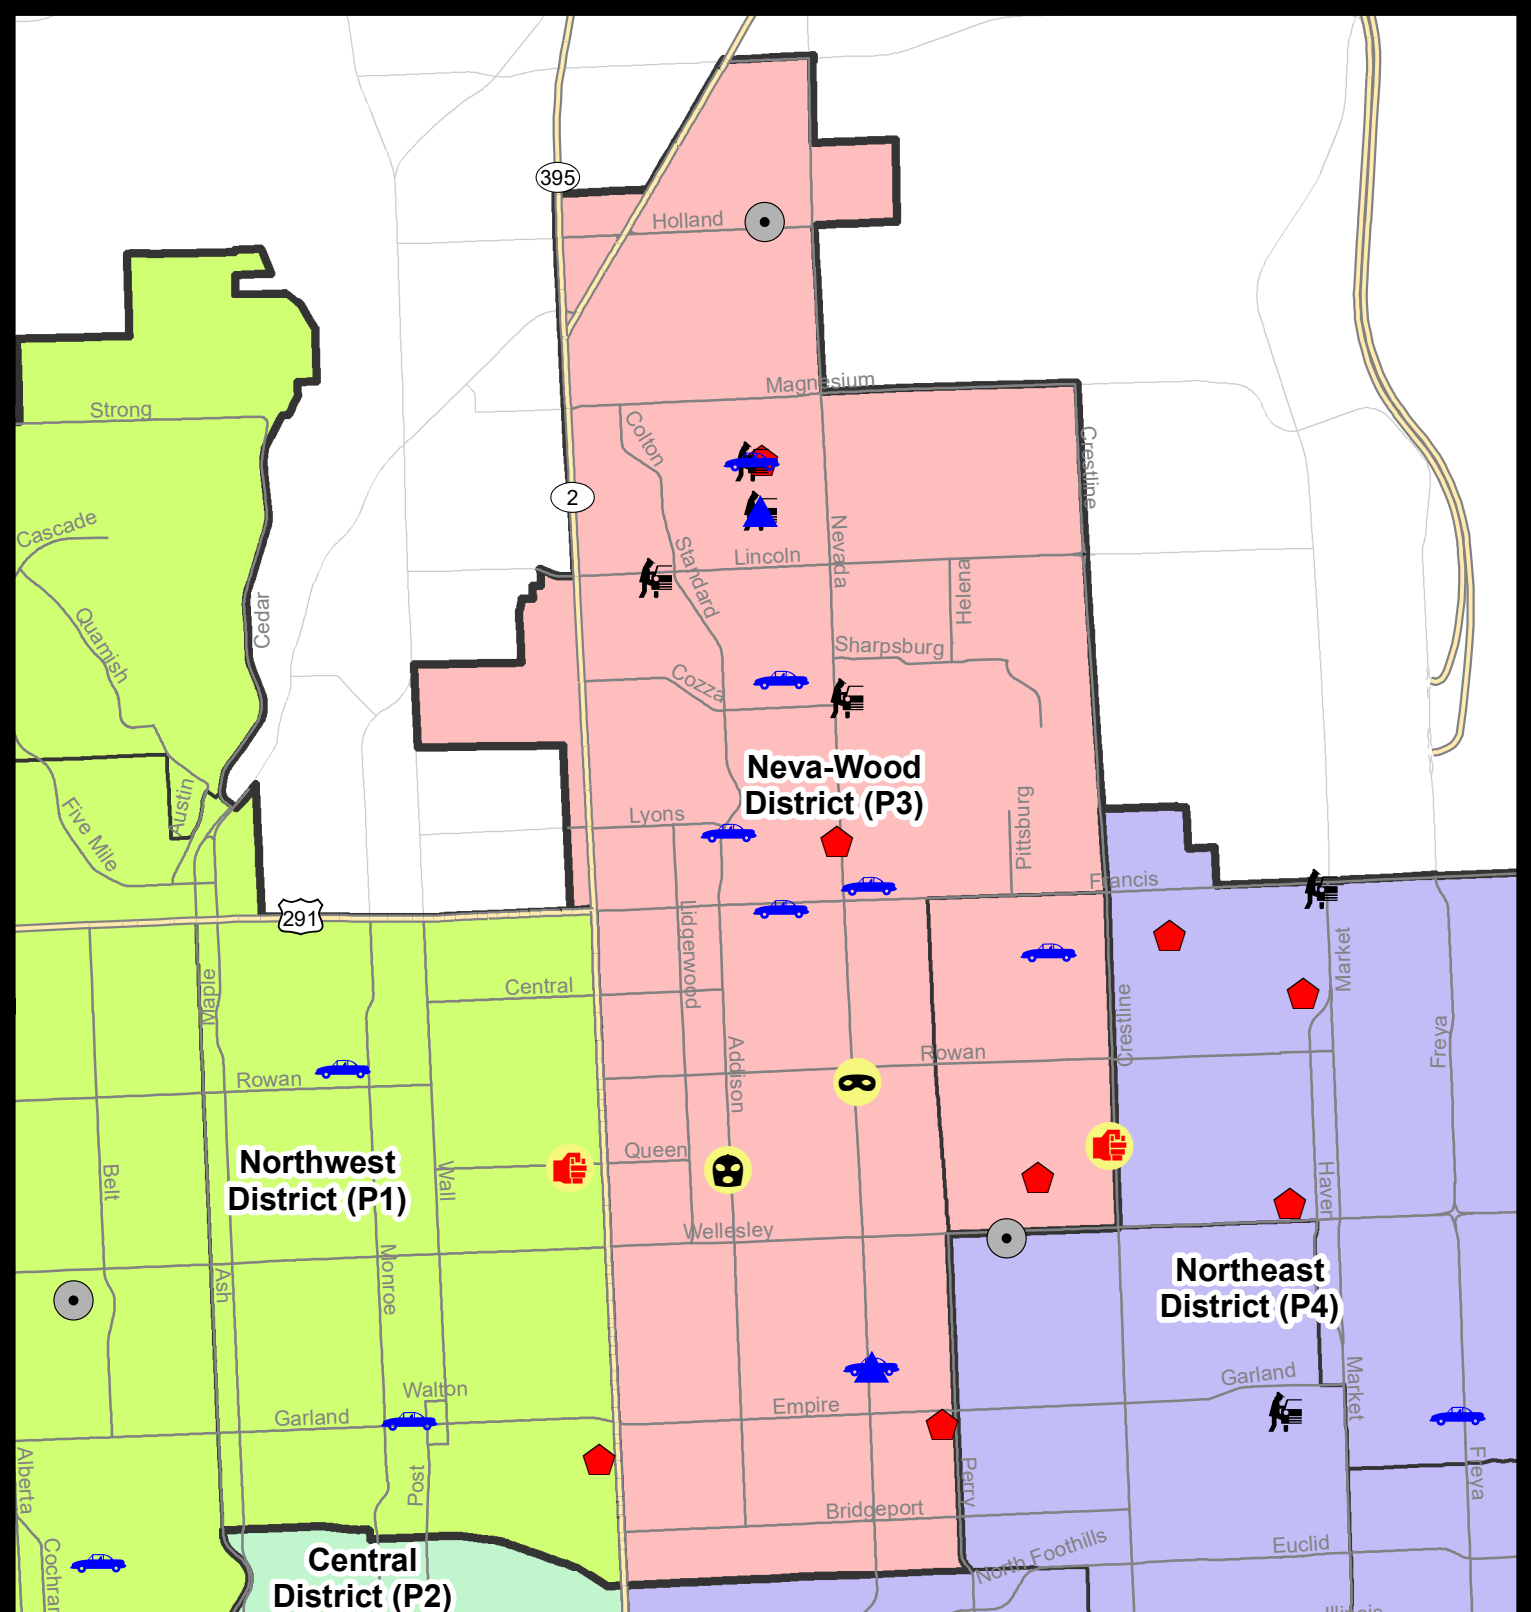 395
Holland
Magnesium
Strong
Colton
Crestline
2
Cascade
Nevada
Standard
Lincoln
Helena
Cedar
Quamish
Sharpsburg
Cozza
Neva-Wood
District (P3)
Austin
Five Mile
Lyons
Pittsburg
Francis
291
Lidgerwood
Market
Maple
Central
Crestline
Freya
Addison
Rowan
Rowan
Queen
Northwest
District (P1)
Belt
Wall
Haven
Wellesley
Monroe
Ash
Northeast
District (P4)
Walton
Garland
Garland
Market
Empire
Alberta
Post
Perry
Freya
Bridgeport
Euclid
North Foothills
Cochran
Central
District (P2)